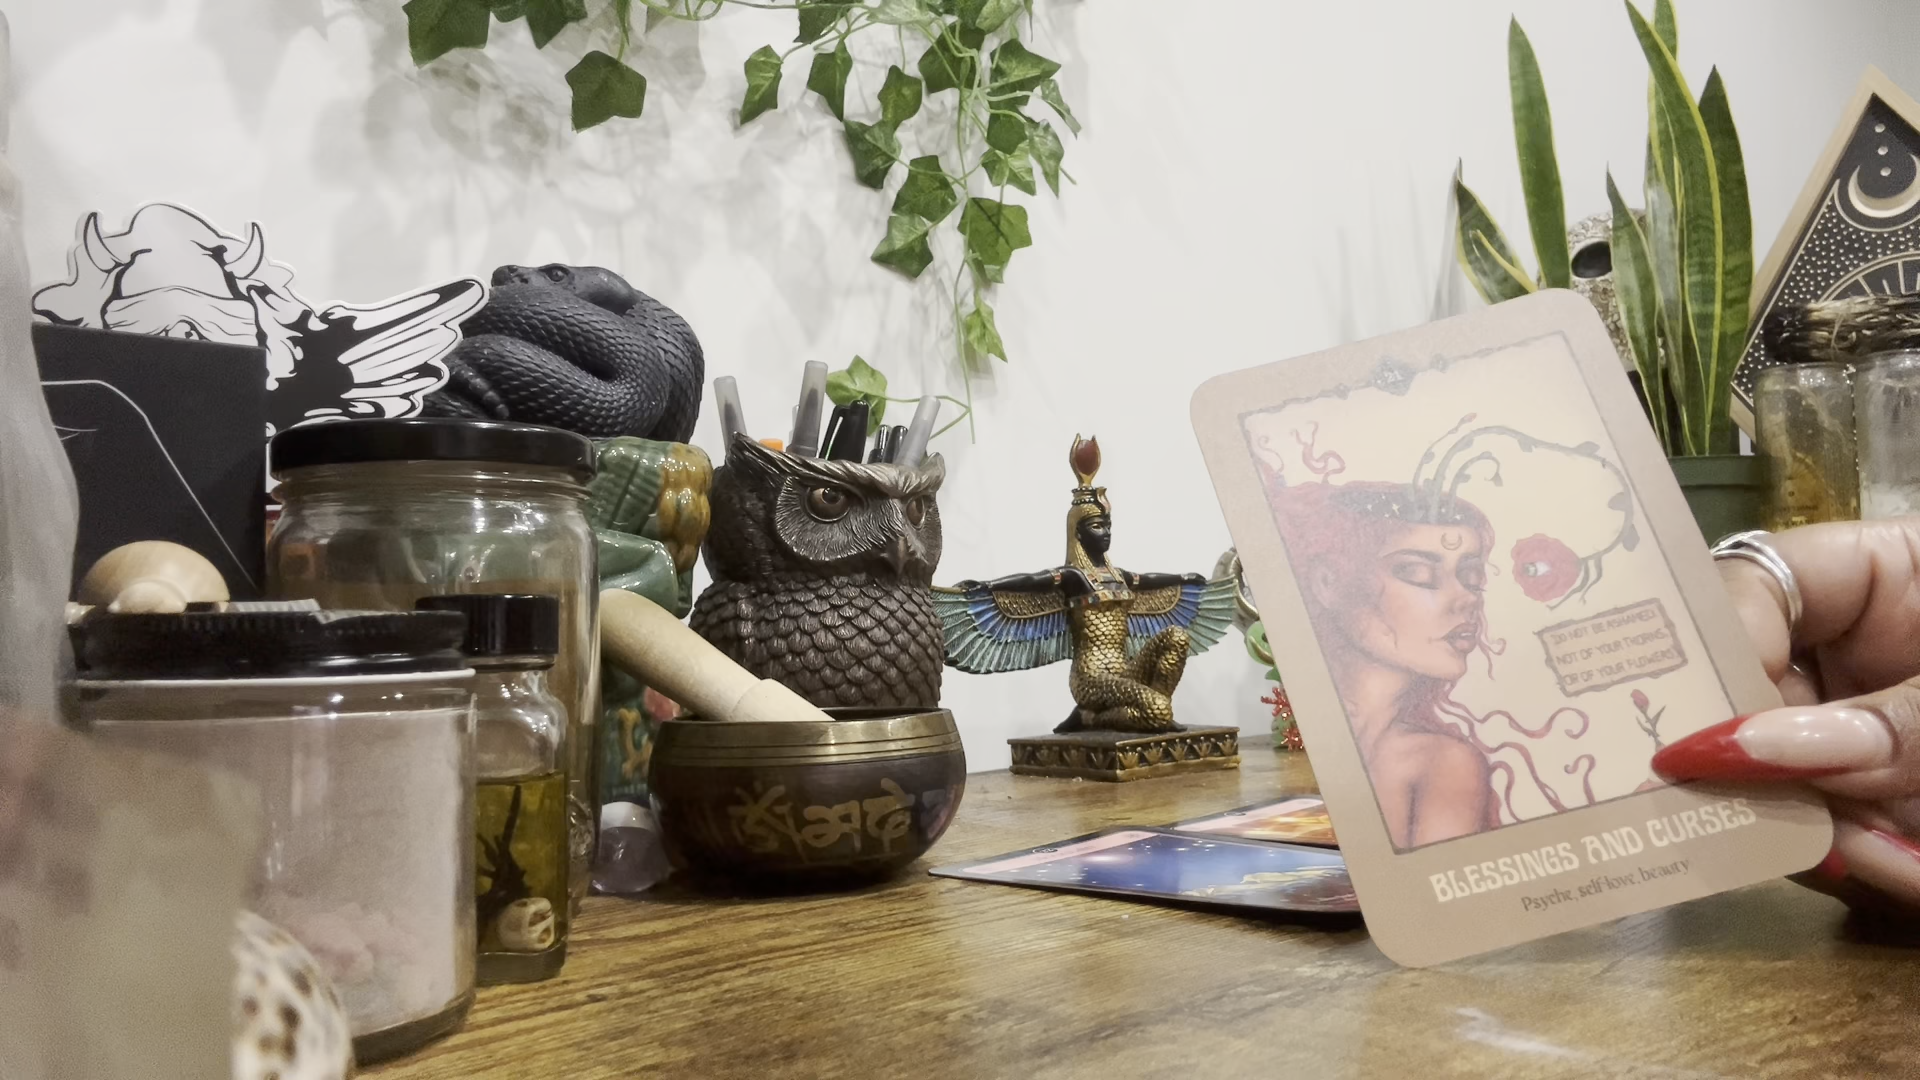 21
"DO NOT BE ASHAMED!
NOT OF YOUR THORNS,
OR OF YOUR FLOWERS"
BLESSINGS AND CURSES
Psyche, self-love, beauty